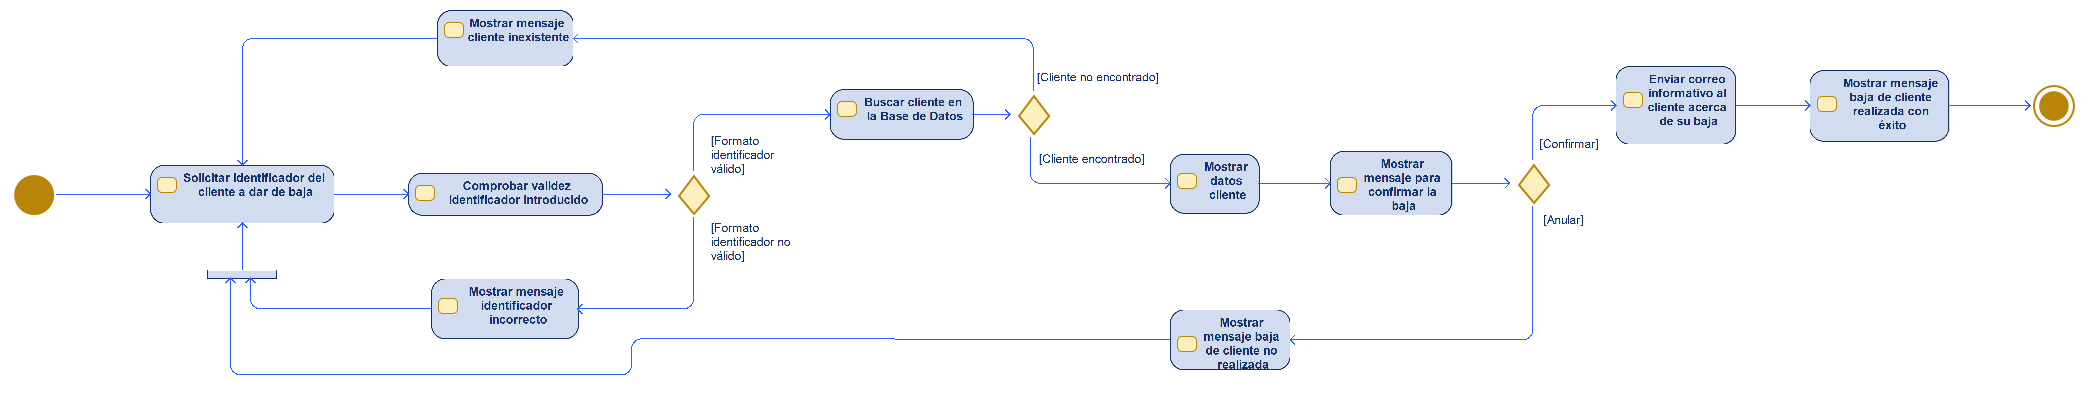 Mostrar mensaje
cliente inexistente
[Cliente no encontrado]
Buscar cliente en
la Base de Datos
[Formato
identificador
válido]
Solicitar identificador del
cliente a dar de baja
Comprobar validez
identificador introducido
[Formato
identificador no
válido]
Mostrar mensaje
identificador
incorrecto
[Cliente encontrado]
Mostrar
datos
cliente
Mostrar
mensaje para
confirmar la
baja
[Confirmar]
[Anular]
Mostrar
mensaje baja
de cliente no
realizada
Enviar correo
informativo al
cliente acerca
de su baja
Mostrar mensaje
baja de cliente
realizada con
éxito